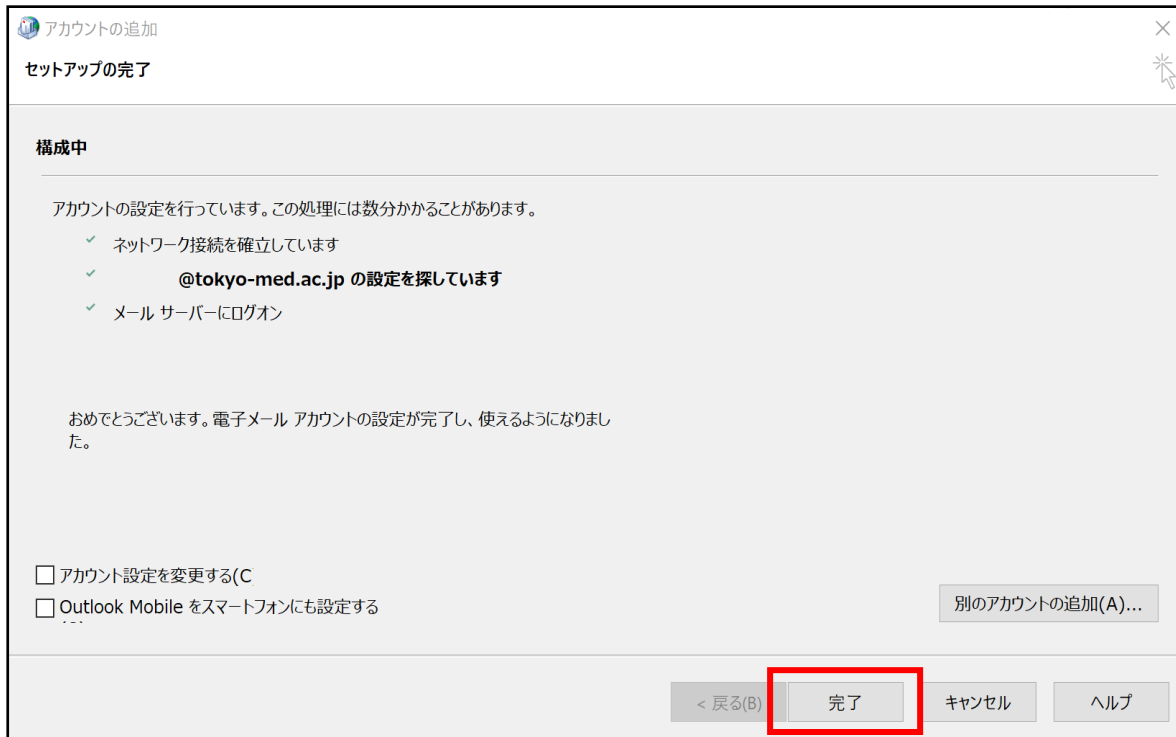 アカウントの追加
セットアップの完了
構成中
アカウントの設定を行っています。この処理には数分かかることがあります。
ネットワーク接続を確立しています
@tokyo-med.ac.jp の設定を探しています
メール サーバーにログオン
おめでとうございます。電子メール アカウントの設定が完了し、使えるようになりまし
た。
アカウント設定を変更する(C
Outlook Mobile をスマートフォンにも設定する
別のアカウントの追加(A)...
< 戻る(B) 完了 キャンセル ヘルプ